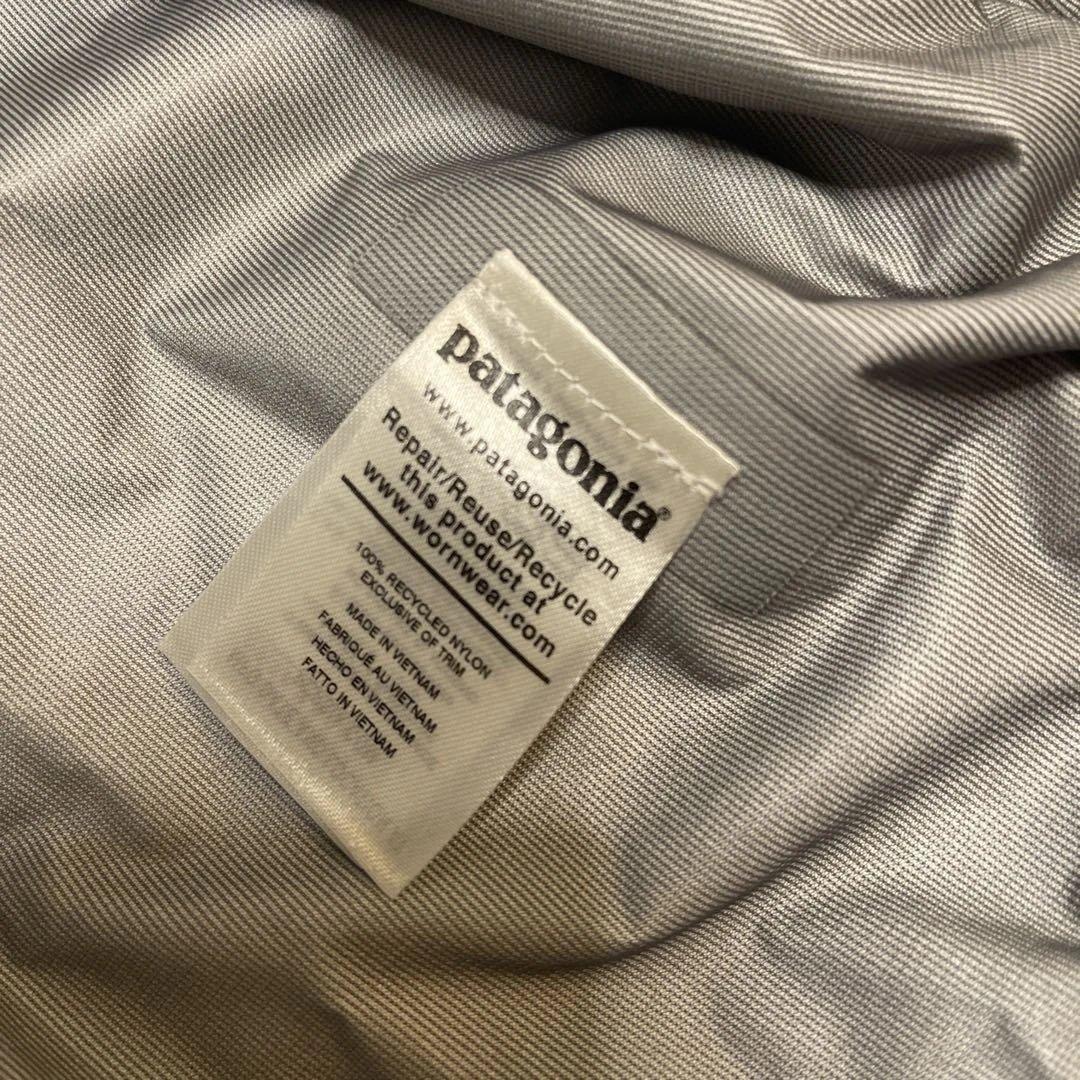 patagonia®
www.patagonia.com
Repair/Reuse/Recycle
this product at
www.wornwear.com
100% RECYCLED NYLON
EXCLUSIVE OF TRIM
MADE IN VIETNAM
FABRIQUÉ AU VIETNAM
HECHO EN VIETNAM
FATTO IN VIETNAM